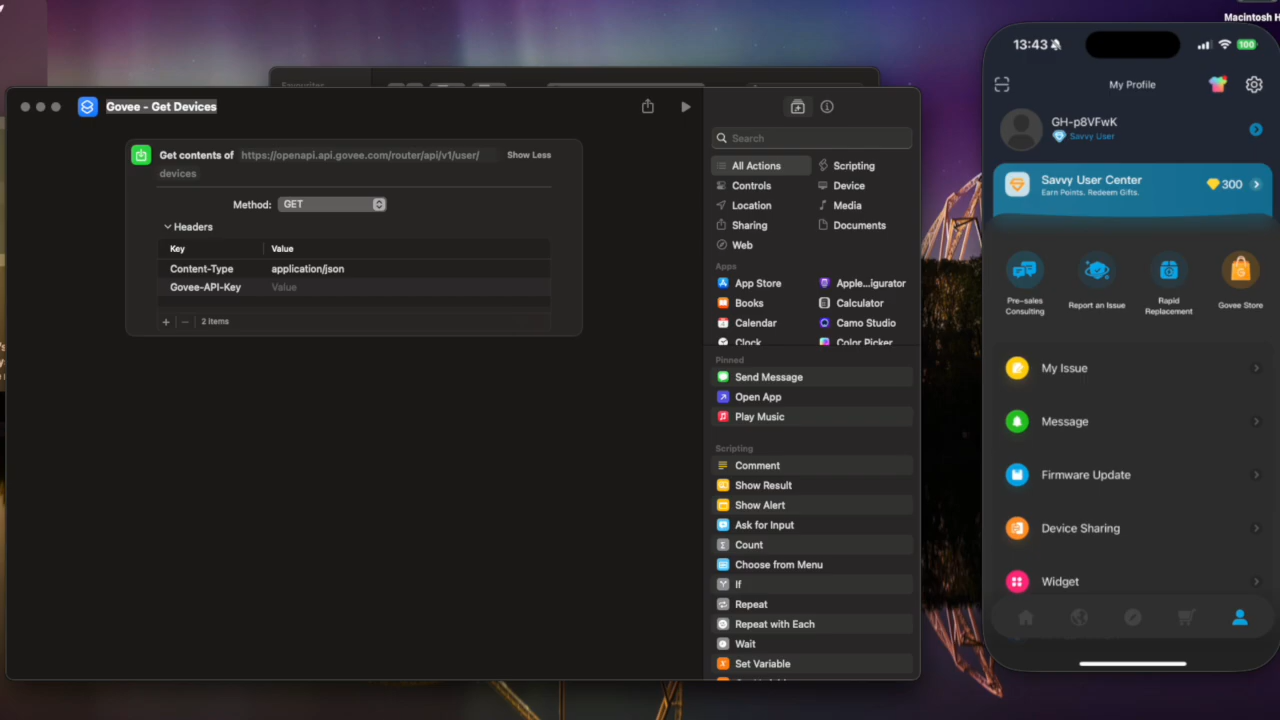 Macintosh H
13:43
100
My Profile
GH-p8VFwK
Savvy User
Savvy User Center
Earn Points. Redeem Gifts.
300
Pre-sales
Consulting
Report an Issue
Rapid
Replacement
Govee Store
My Issue
Message
Firmware Update
Device Sharing
Widget
Favourites
Govee - Get Devices
Get contents of https://openapi.api.govee.com/router/api/v1/user/
devices
Show Less
Method: GET
Headers
Key Value
Content-Type application/json
Govee-API-Key Value
+ − 2 items
Search
All Actions Scripting
Controls Device
Location Media
Sharing Documents
Web
Apps
App Store Apple...igurator
Books Calculator
Calendar Camo Studio
Clock Color Picker
Pinned
Send Message
Open App
Play Music
Scripting
Comment
Show Result
Show Alert
Ask for Input
Count
Choose from Menu
If
Repeat
Repeat with Each
Wait
Set Variable